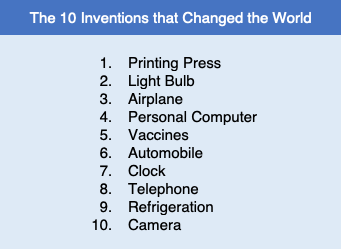 The 10 Inventions that Changed the World
1. Printing Press
2. Light Bulb
3. Airplane
4. Personal Computer
5. Vaccines
6. Automobile
7. Clock
8. Telephone
9. Refrigeration
10. Camera